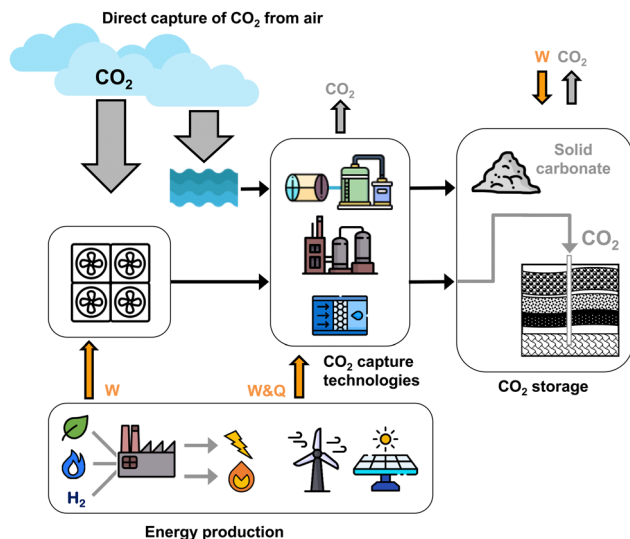 Direct capture of CO₂ from air
CO₂
CO₂
W CO₂
Solid
carbonate
CO₂
W
W&Q
CO₂ capture
technologies
CO₂ storage
H₂
Energy production